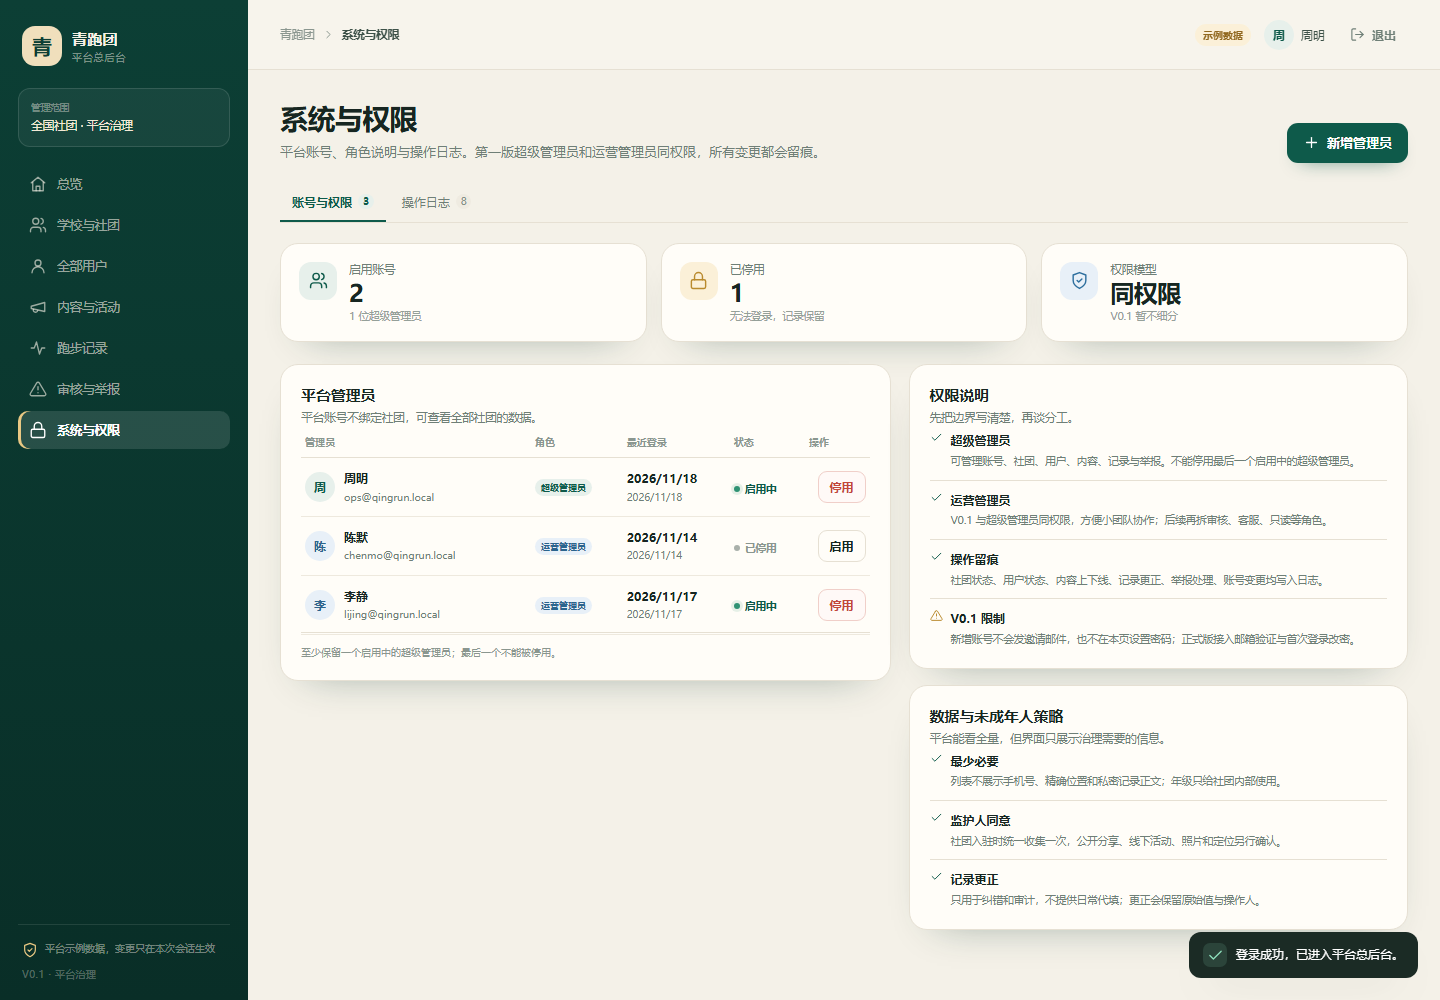 青
青跑团
平台总后台
管理范围
全国社团 · 平台治理
总览
学校与社团
全部用户
内容与活动
跑步记录
审核与举报
系统与权限
平台示例数据，变更只在本次会话生效
V0.1 · 平台治理
青跑团 > 系统与权限
示例数据
周 周明
退出
系统与权限
平台账号、角色说明与操作日志。第一版超级管理员和运营管理员同权限，所有变更都会留痕。
+ 新增管理员
账号与权限 3 操作日志 8
启用账号
2
1 位超级管理员
已停用
1
无法登录，记录保留
权限模型
同权限
V0.1 暂不细分
平台管理员
平台账号不绑定社团，可查看全部社团的数据。
管理员 角色 最近登录 状态 操作
周 周明 超级管理员 2026/11/18 启用中 停用
ops@qingrun.local 2026/11/18
陈 陈默 运营管理员 2026/11/14 已停用 启用
chenmo@qingrun.local 2026/11/14
李 李静 运营管理员 2026/11/17 启用中 停用
lijing@qingrun.local 2026/11/17
至少保留一个启用中的超级管理员；最后一个不能被停用。
权限说明
先把边界写清楚，再谈分工。
超级管理员
可管理账号、社团、用户、内容、记录与举报。不能停用最后一个启用中的超级管理员。
运营管理员
V0.1 与超级管理员同权限，方便小团队协作；后续再拆审核、客服、只读等角色。
操作留痕
社团状态、用户状态、内容上下线、记录更正、举报处理、账号变更均写入日志。
V0.1 限制
新增账号不会发邀请邮件，也不在本页设置密码；正式版接入邮箱验证与首次登录改密。
数据与未成年人策略
平台能看全量，但界面只展示治理需要的信息。
最少必要
列表不展示手机号、精确位置和私密记录正文；年级只给社团内部使用。
监护人同意
社团入驻时统一收集一次，公开分享、线下活动、照片和定位另行确认。
记录更正
只用于纠错和审计，不提供日常代填；更正会保留原始值与操作人。
登录成功，已进入平台总后台。